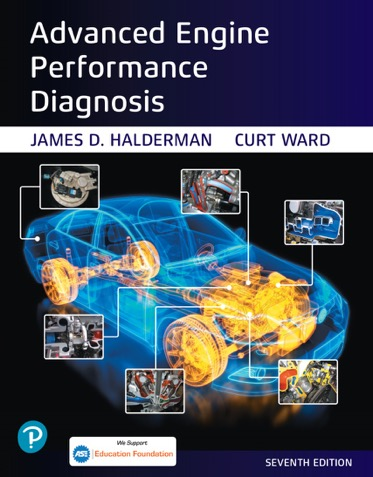 Advanced Engine
Performance
Diagnosis
JAMES D. HALDERMAN CURT WARD
P
We Support
ASE Education Foundation
SEVENTH EDITION